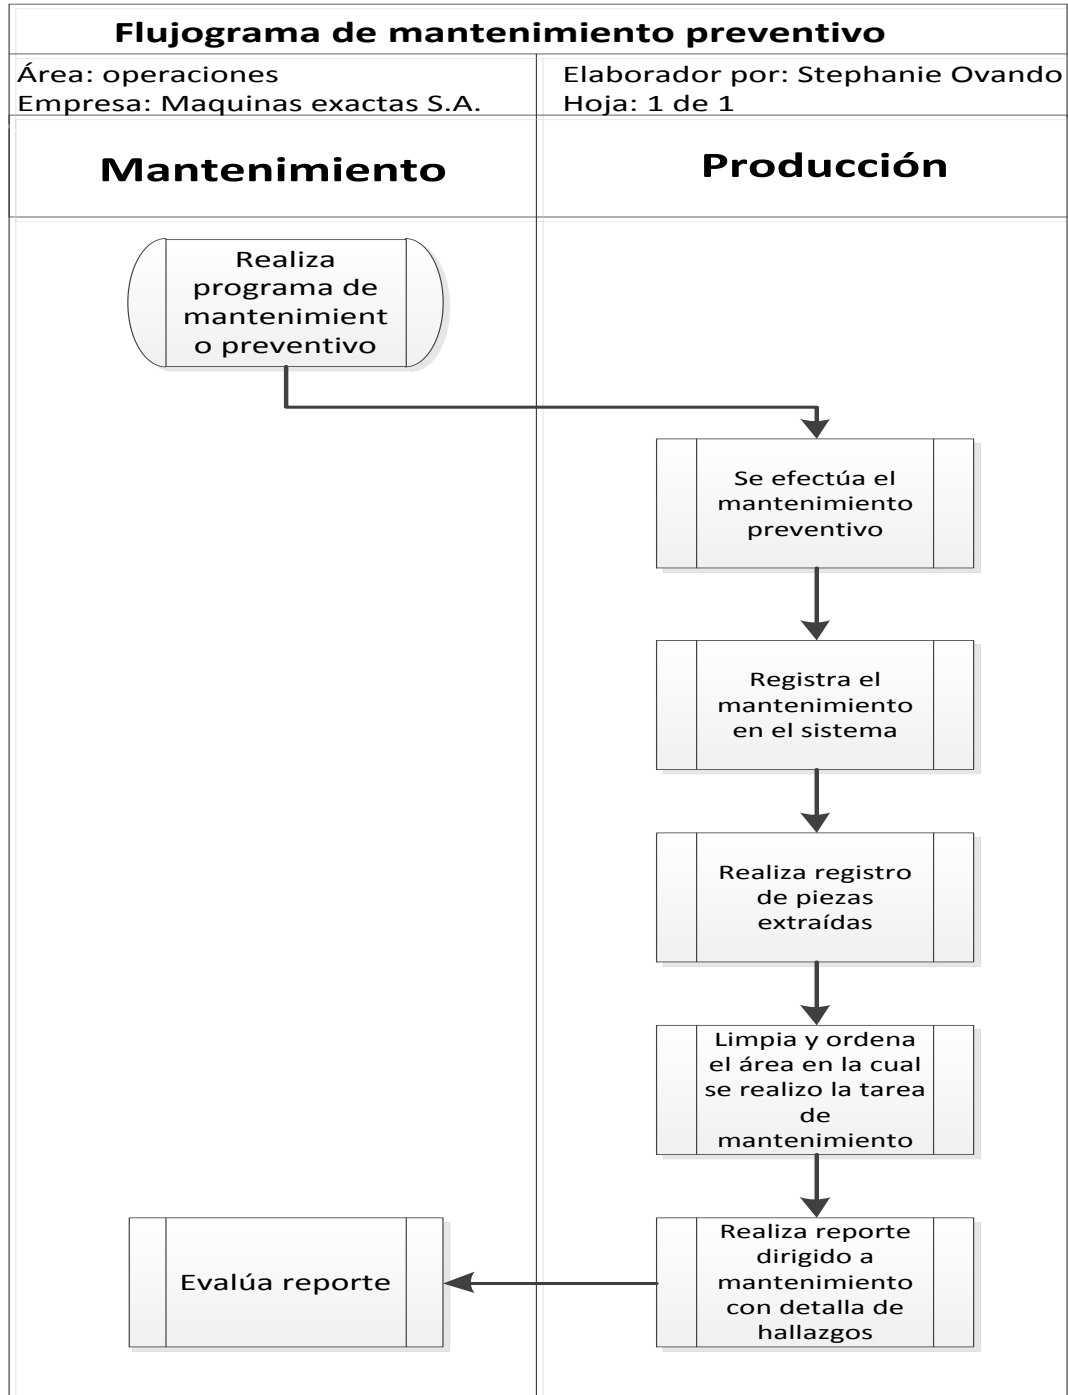 Flujograma de mantenimiento preventivo
Área: operaciones
Empresa: Maquinas exactas S.A.
Elaborador por: Stephanie Ovando
Hoja: 1 de 1
Mantenimiento
Producción
Realiza
programa de
mantenimient
o preventivo
Se efectúa el
mantenimiento
preventivo
Registra el
mantenimiento
en el sistema
Realiza registro
de piezas
extraídas
Limpia y ordena
el área en la cual
se realizo la tarea
de
mantenimiento
Realiza reporte
dirigido a
mantenimiento
con detalla de
hallazgos
Evalúa reporte